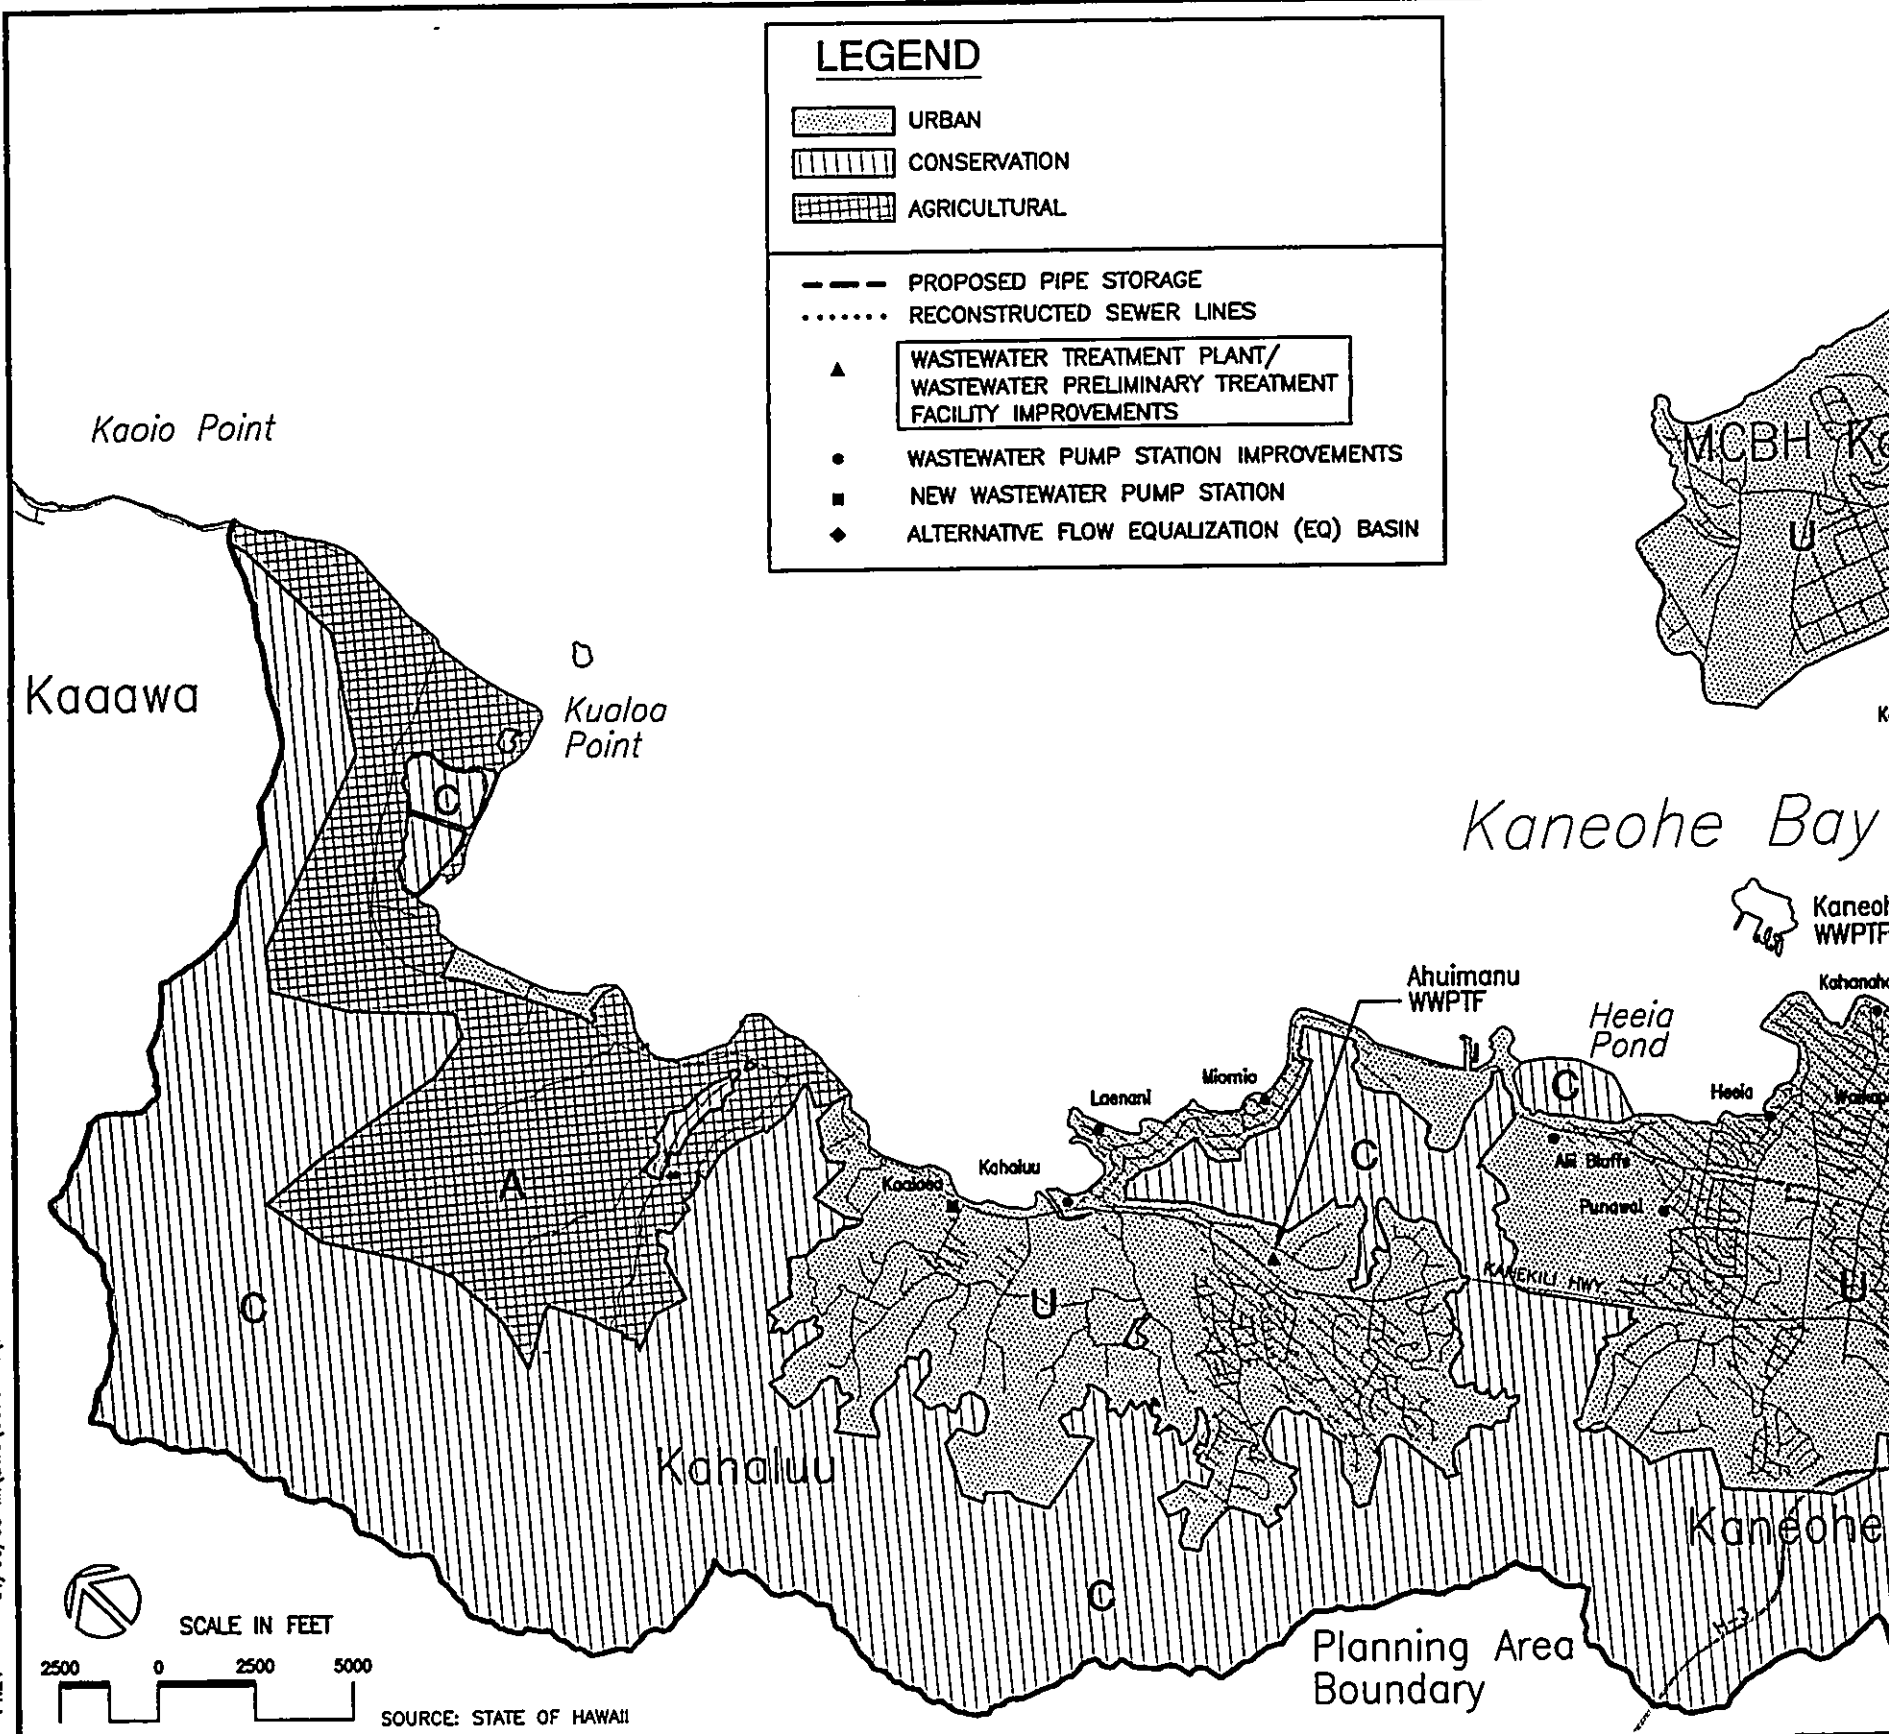 LEGEND
URBAN
CONSERVATION
AGRICULTURAL
PROPOSED PIPE STORAGE
RECONSTRUCTED SEWER LINES
WASTEWATER TREATMENT PLANT/
WASTEWATER PRELIMINARY TREATMENT
FACILITY IMPROVEMENTS
WASTEWATER PUMP STATION IMPROVEMENTS
NEW WASTEWATER PUMP STATION
ALTERNATIVE FLOW EQUALIZATION (EQ) BASIN
Kaoio Point
MCBH
U
Kaaawa
Kualoa
Point
C
Kaneohe Bay
WWPTF
Ahuimanu
WWPTF
Heeia
Pond
Miomio
Laenani
C
Heeia
C
Kahaluu
Alii Bluffs
A
Punawai
KAHEKILI HWY
C
U
U
Kahaluu
Kaneohe
C
H-3
Planning Area
Boundary
SCALE IN FEET
2500 0 2500 5000
SOURCE: STATE OF HAWAII